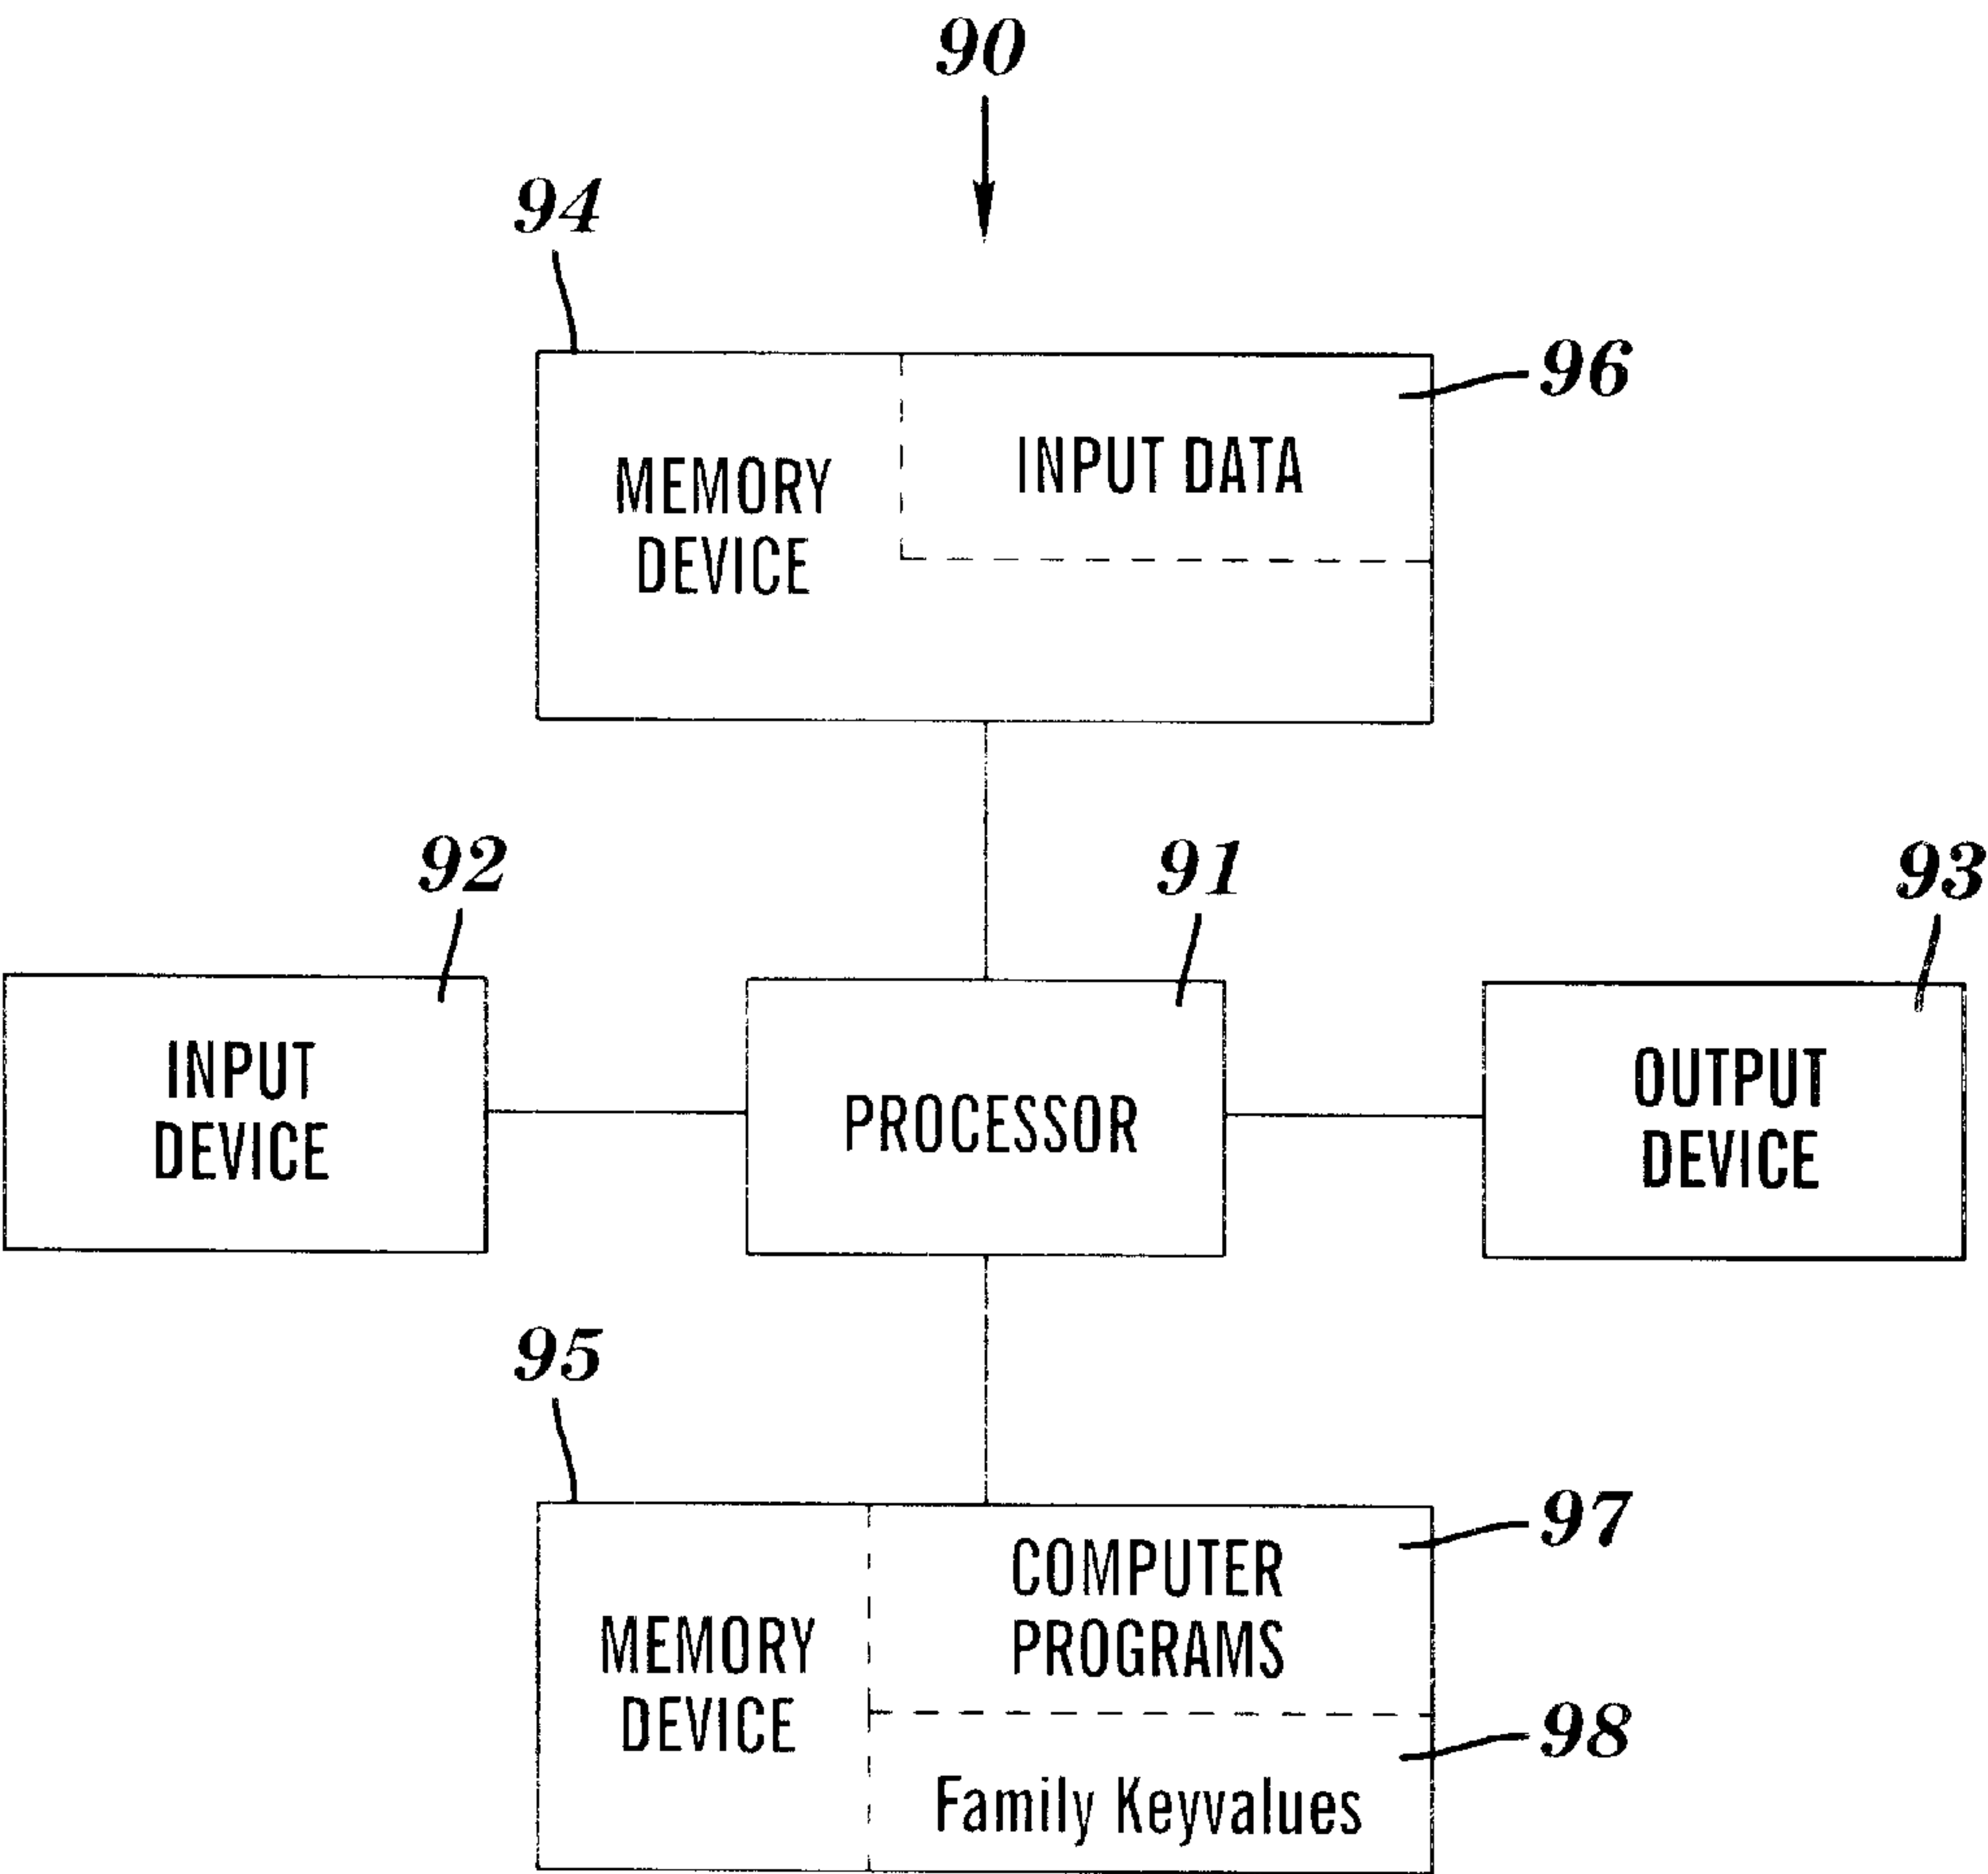 90
94
96
MEMORY
DEVICE
INPUT DATA
92
91
93
INPUT
DEVICE
PROCESSOR
OUTPUT
DEVICE
95
97
COMPUTER
PROGRAMS
MEMORY
DEVICE
98
Family Keyvalues